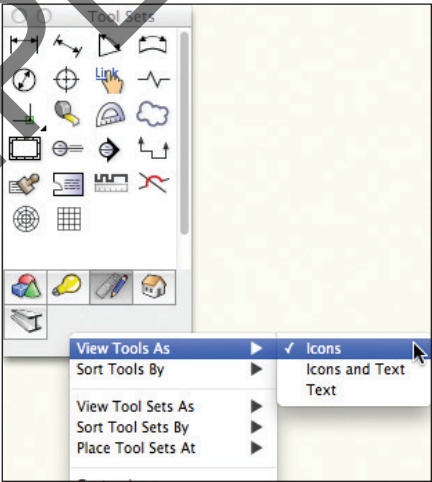 Tool Sets
Link
View Tools As
Sort Tools By
View Tool Sets As
Sort Tool Sets By
Place Tool Sets At
✓ Icons
Icons and Text
Text